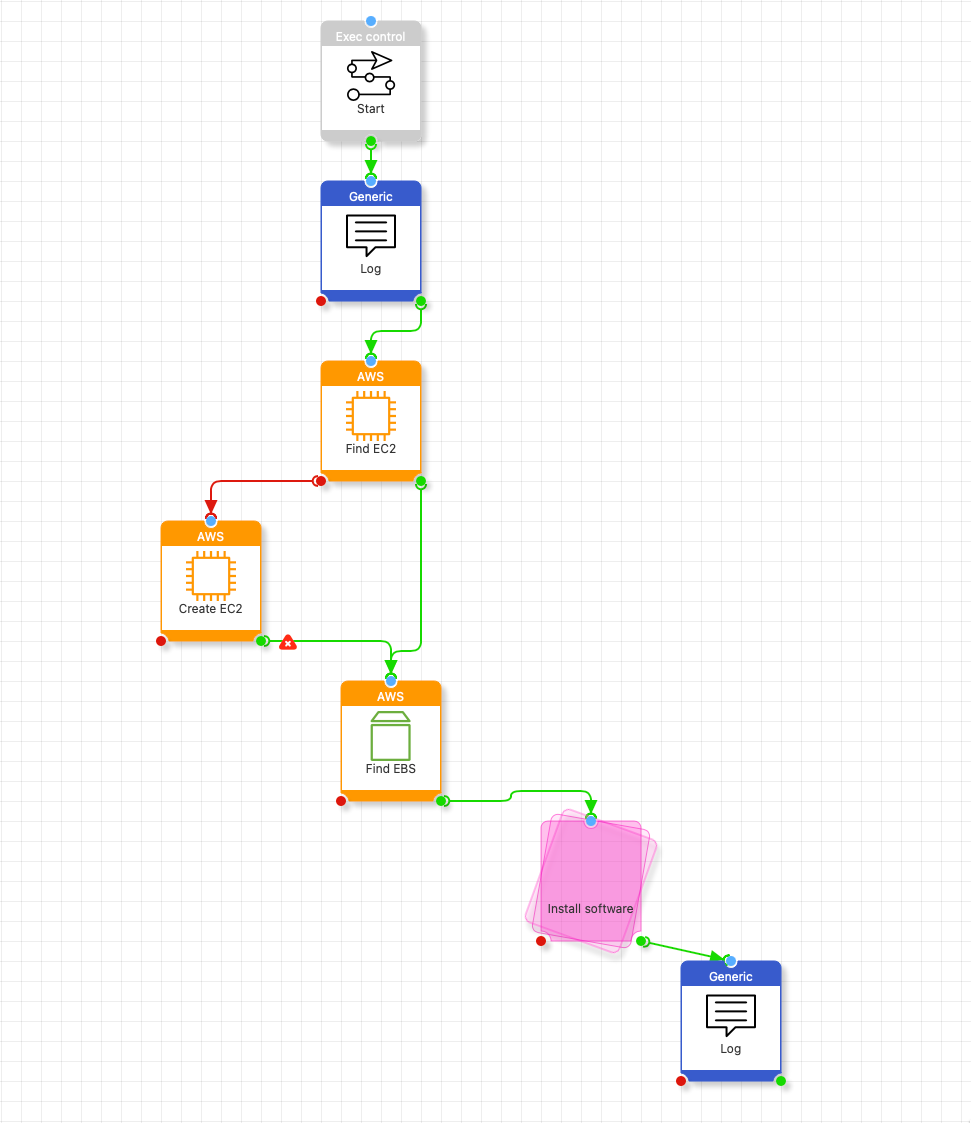 Exec control
Start
Generic
Log
AWS
Find EC2
AWS
Create EC2
AWS
Find EBS
Install software
Generic
Log